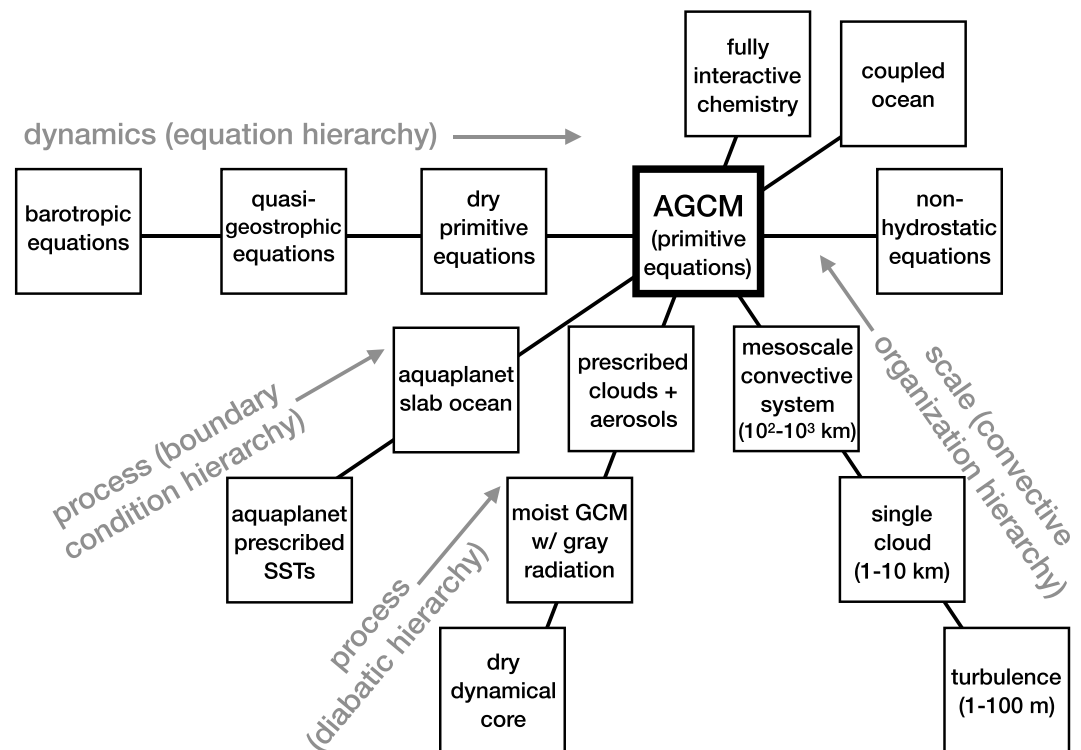 fully
interactive
chemistry
coupled
ocean
dynamics (equation hierarchy)
barotropic
equations
quasi-
geostrophic
equations
dry
primitive
equations
AGCM
(primitive
equations)
non-
hydrostatic
equations
aquaplanet
slab ocean
prescribed
clouds +
aerosols
mesoscale
convective
system
(10²-10³ km)
scale (convective
organization hierarchy)
process (boundary
condition hierarchy)
aquaplanet
prescribed
SSTs
moist GCM
w/ gray
radiation
single
cloud
(1-10 km)
process
(diabatic hierarchy)
dry
dynamical
core
turbulence
(1-100 m)